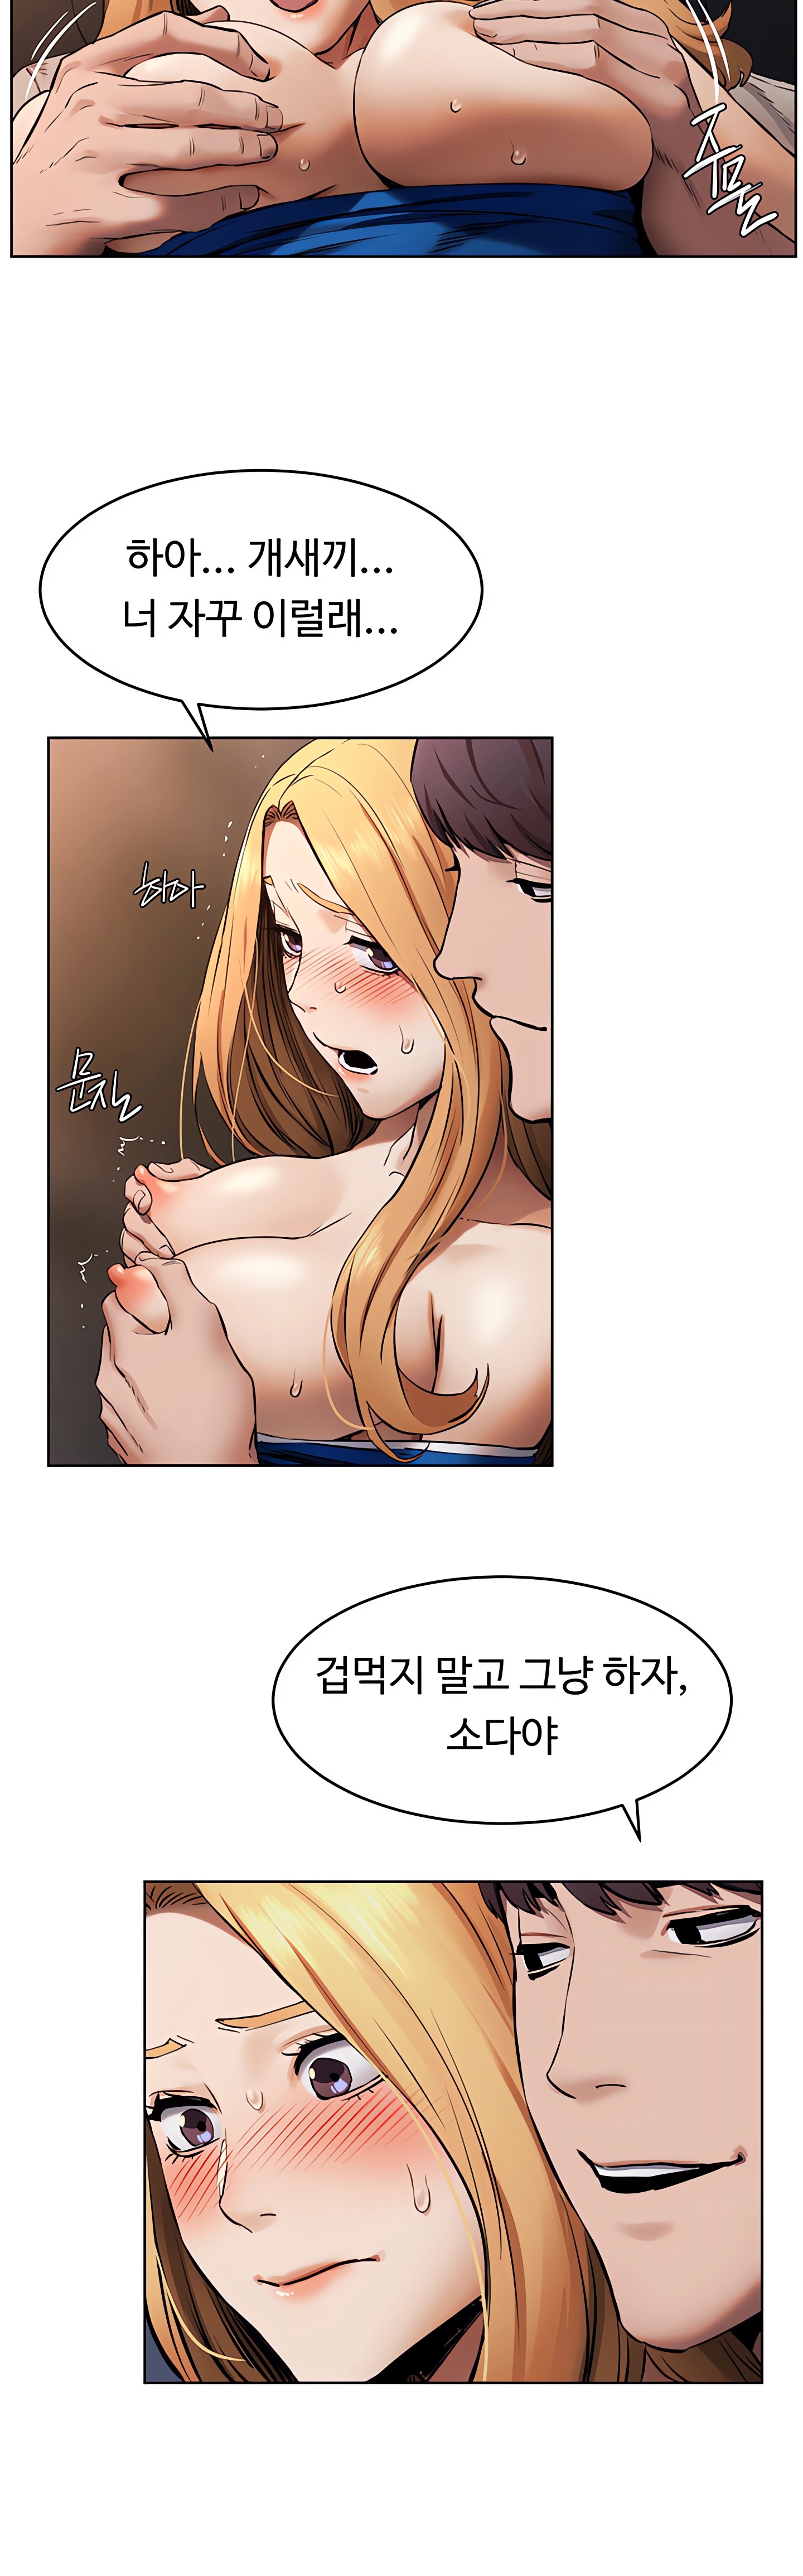 주물
하아... 개새끼...
너 자꾸 이럴래...
하아
문질
겁먹지 말고 그냥 하자,
소다야